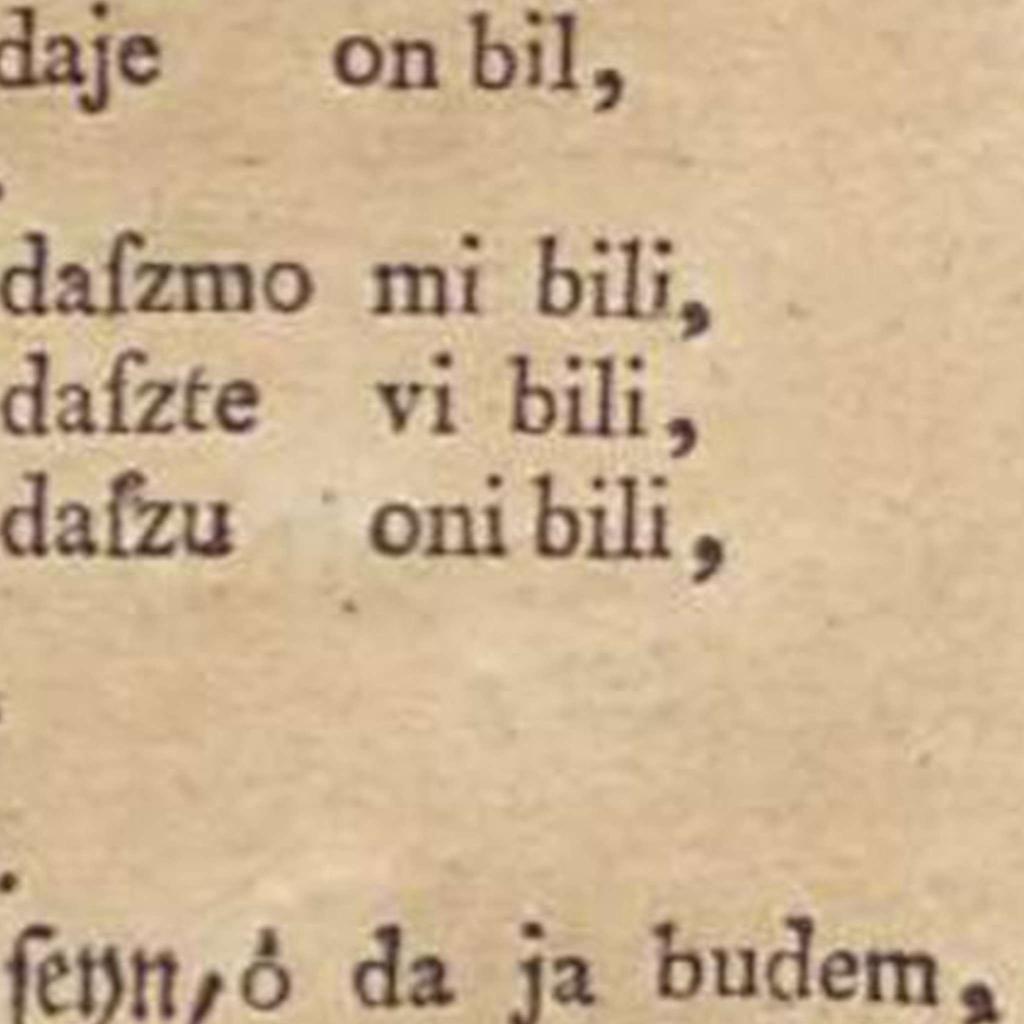 daje on bil,
daſzmo mi bili,
daſzte vi bili,
daſzu oni bili,
ſeyn, ó da ja budem,